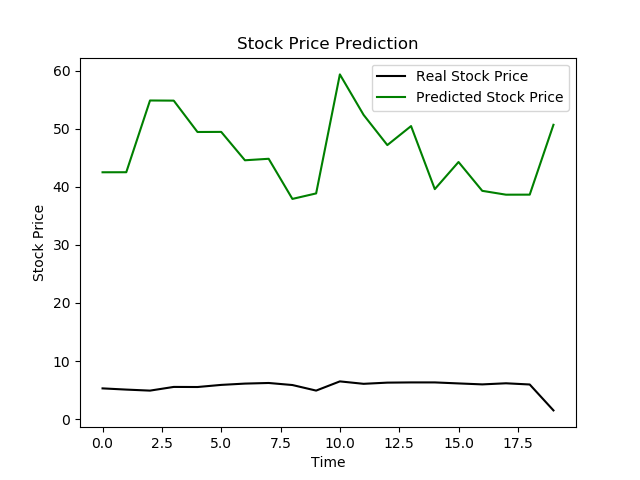 Stock Price Prediction
Real Stock Price
Predicted Stock Price
Stock Price
60
50
40
30
20
10
0
0.0 2.5 5.0 7.5 10.0 12.5 15.0 17.5
Time